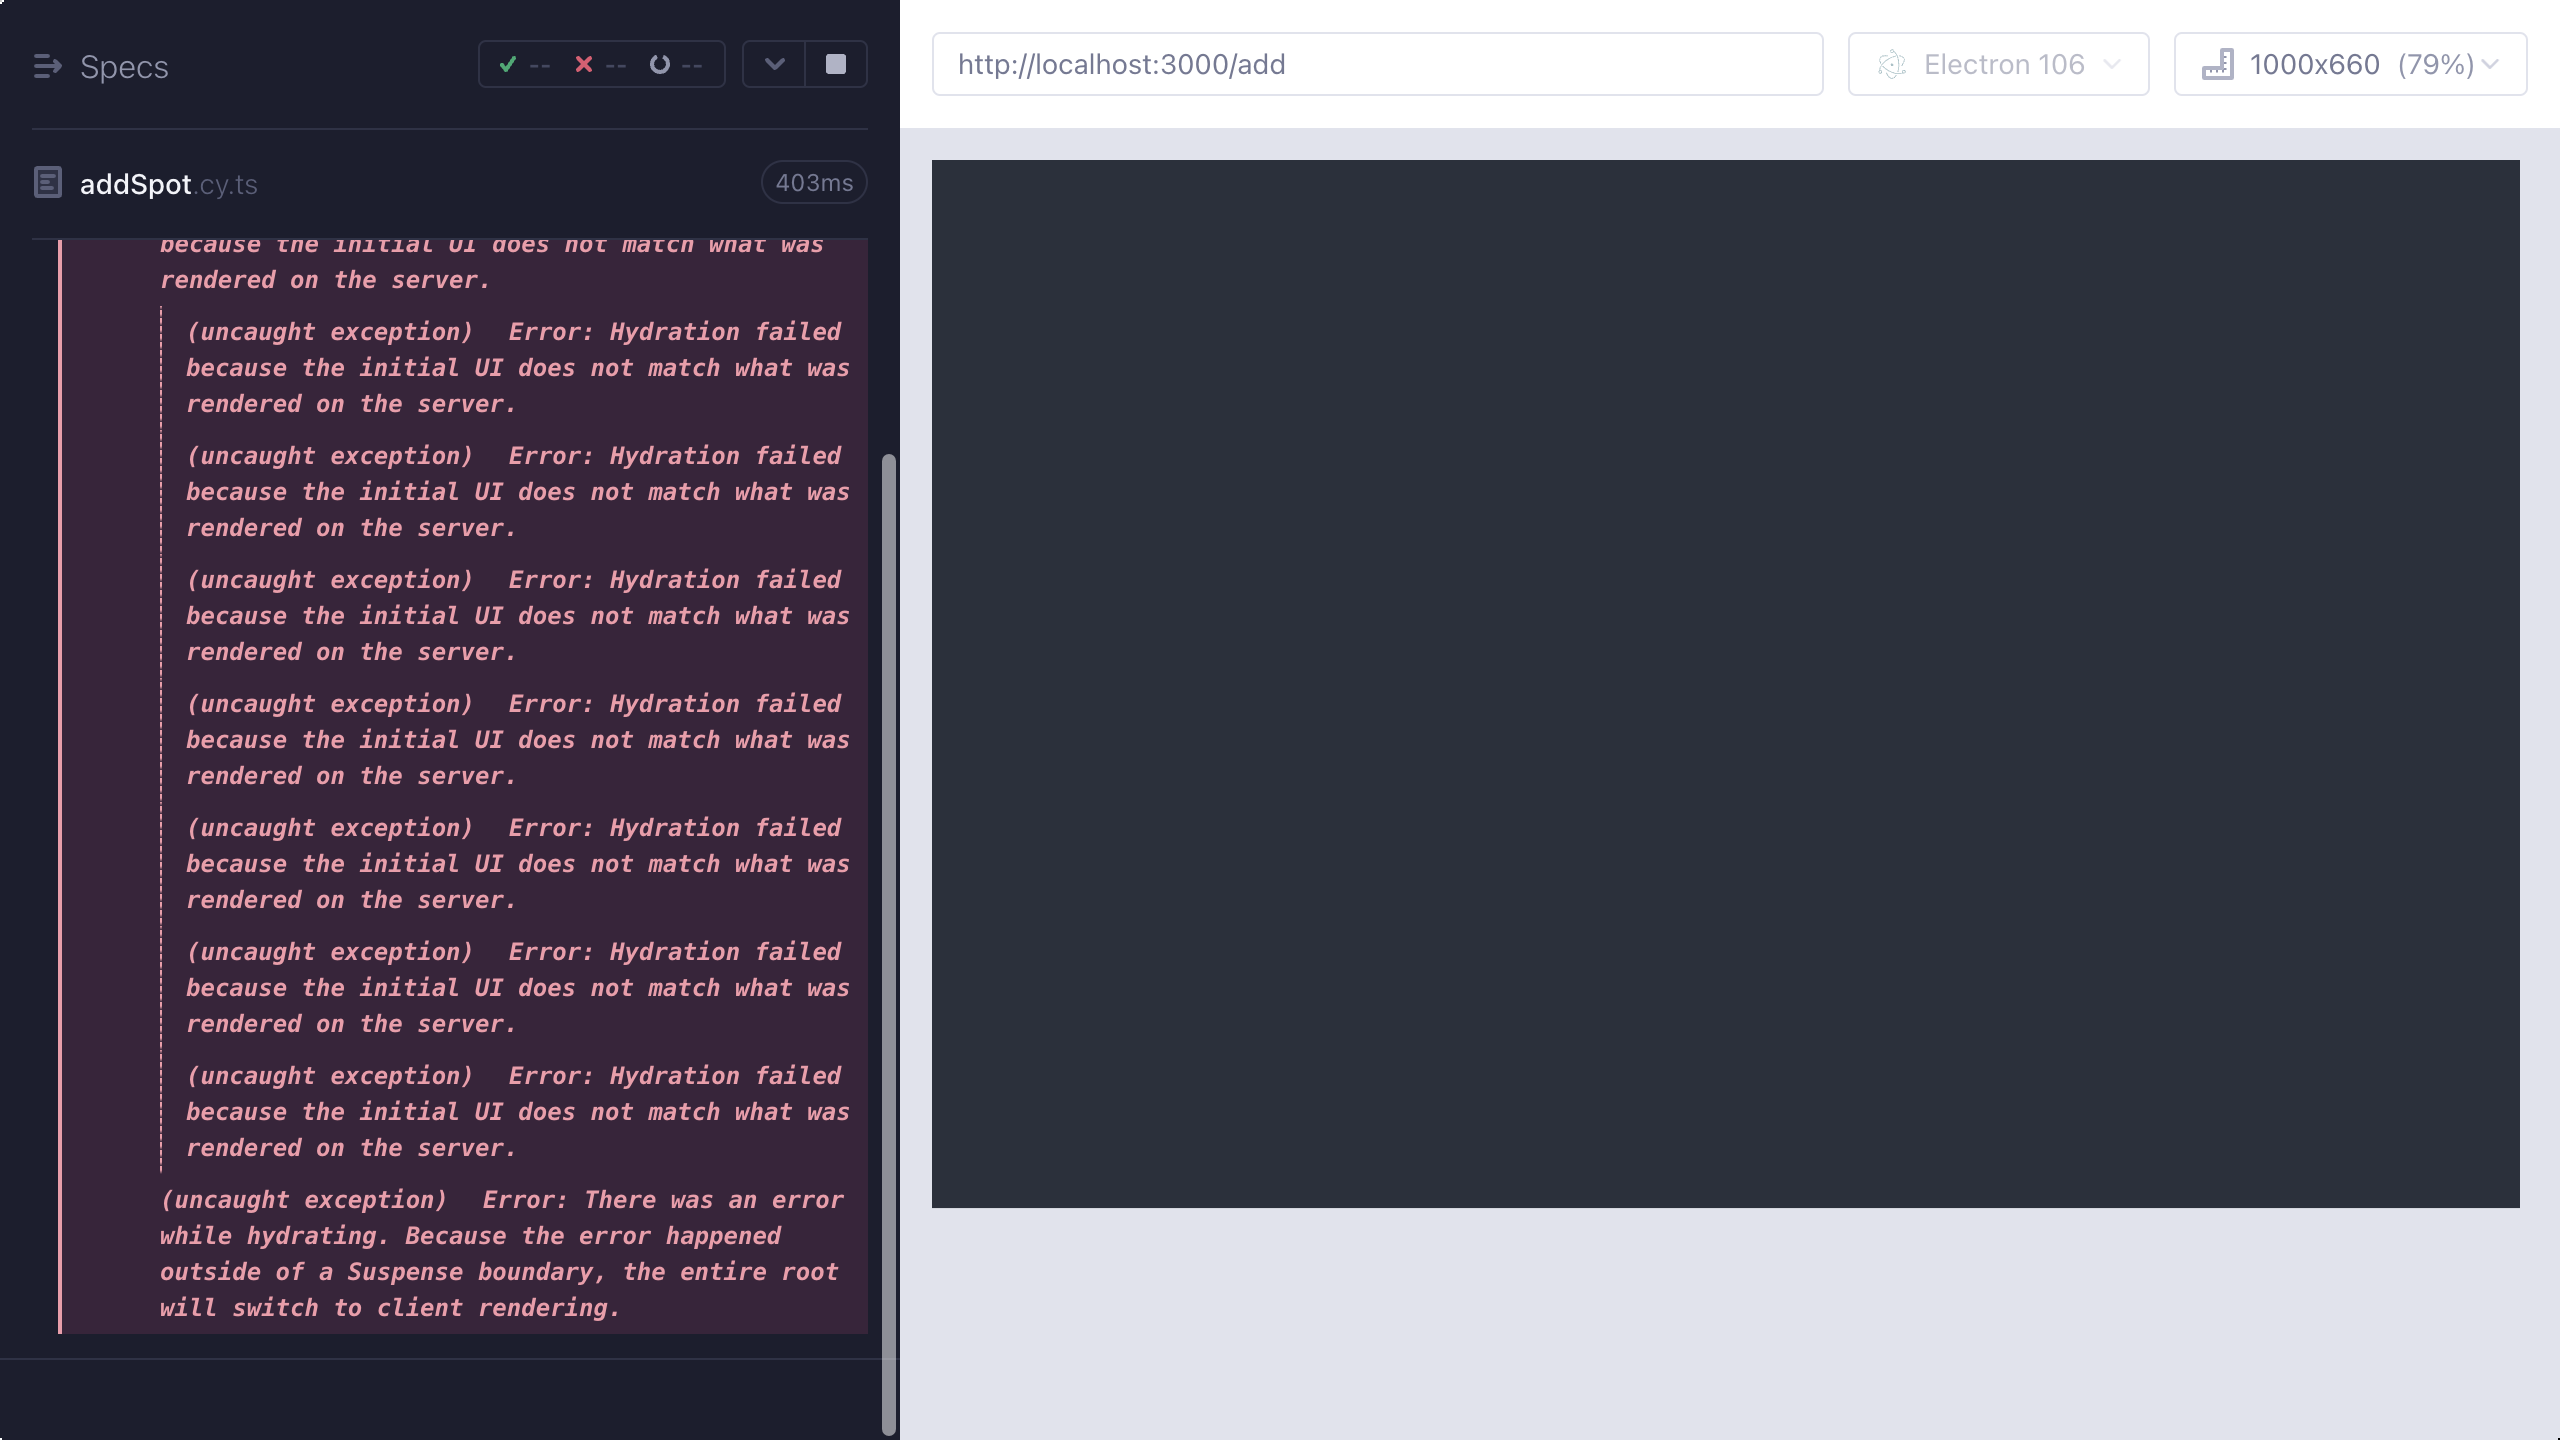 Specs
-- -- --
addSpot.cy.ts
403ms
because the initial UI does not match what was
rendered on the server.
(uncaught exception) Error: Hydration failed
because the initial UI does not match what was
rendered on the server.
(uncaught exception) Error: Hydration failed
because the initial UI does not match what was
rendered on the server.
(uncaught exception) Error: Hydration failed
because the initial UI does not match what was
rendered on the server.
(uncaught exception) Error: Hydration failed
because the initial UI does not match what was
rendered on the server.
(uncaught exception) Error: Hydration failed
because the initial UI does not match what was
rendered on the server.
(uncaught exception) Error: Hydration failed
because the initial UI does not match what was
rendered on the server.
(uncaught exception) Error: Hydration failed
because the initial UI does not match what was
rendered on the server.
(uncaught exception) Error: There was an error
while hydrating. Because the error happened
outside of a Suspense boundary, the entire root
will switch to client rendering.
http://localhost:3000/add
Electron 106
1000x660 (79%)